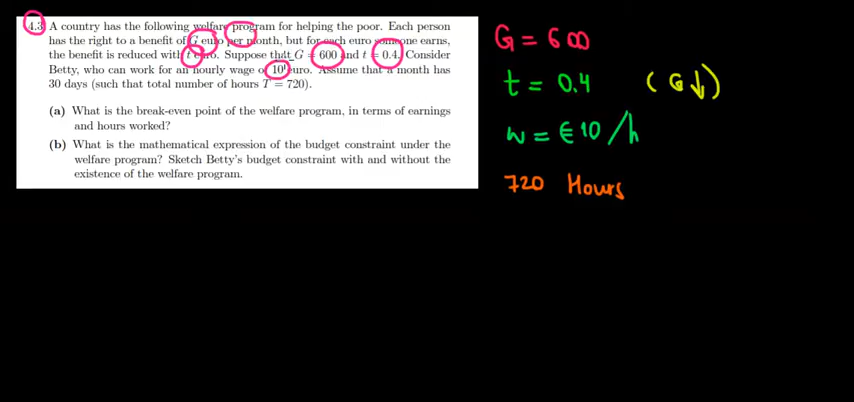 4.3 A country has the following welfare program for helping the poor. Each person
has the right to a benefit of G euro per month, but for each euro someone earns,
the benefit is reduced with t euro. Suppose that G = 600 and t = 0.4. Consider
Betty, who can work for an hourly wage of 10 euro. Assume that a month has
30 days (such that total number of hours T = 720).
(a) What is the break-even point of the welfare program, in terms of earnings
and hours worked?
(b) What is the mathematical expression of the budget constraint under the
welfare program? Sketch Betty's budget constraint with and without the
existence of the welfare program.
G = 600
t = 0.4 (G↓)
w = €10/h
720 Hours